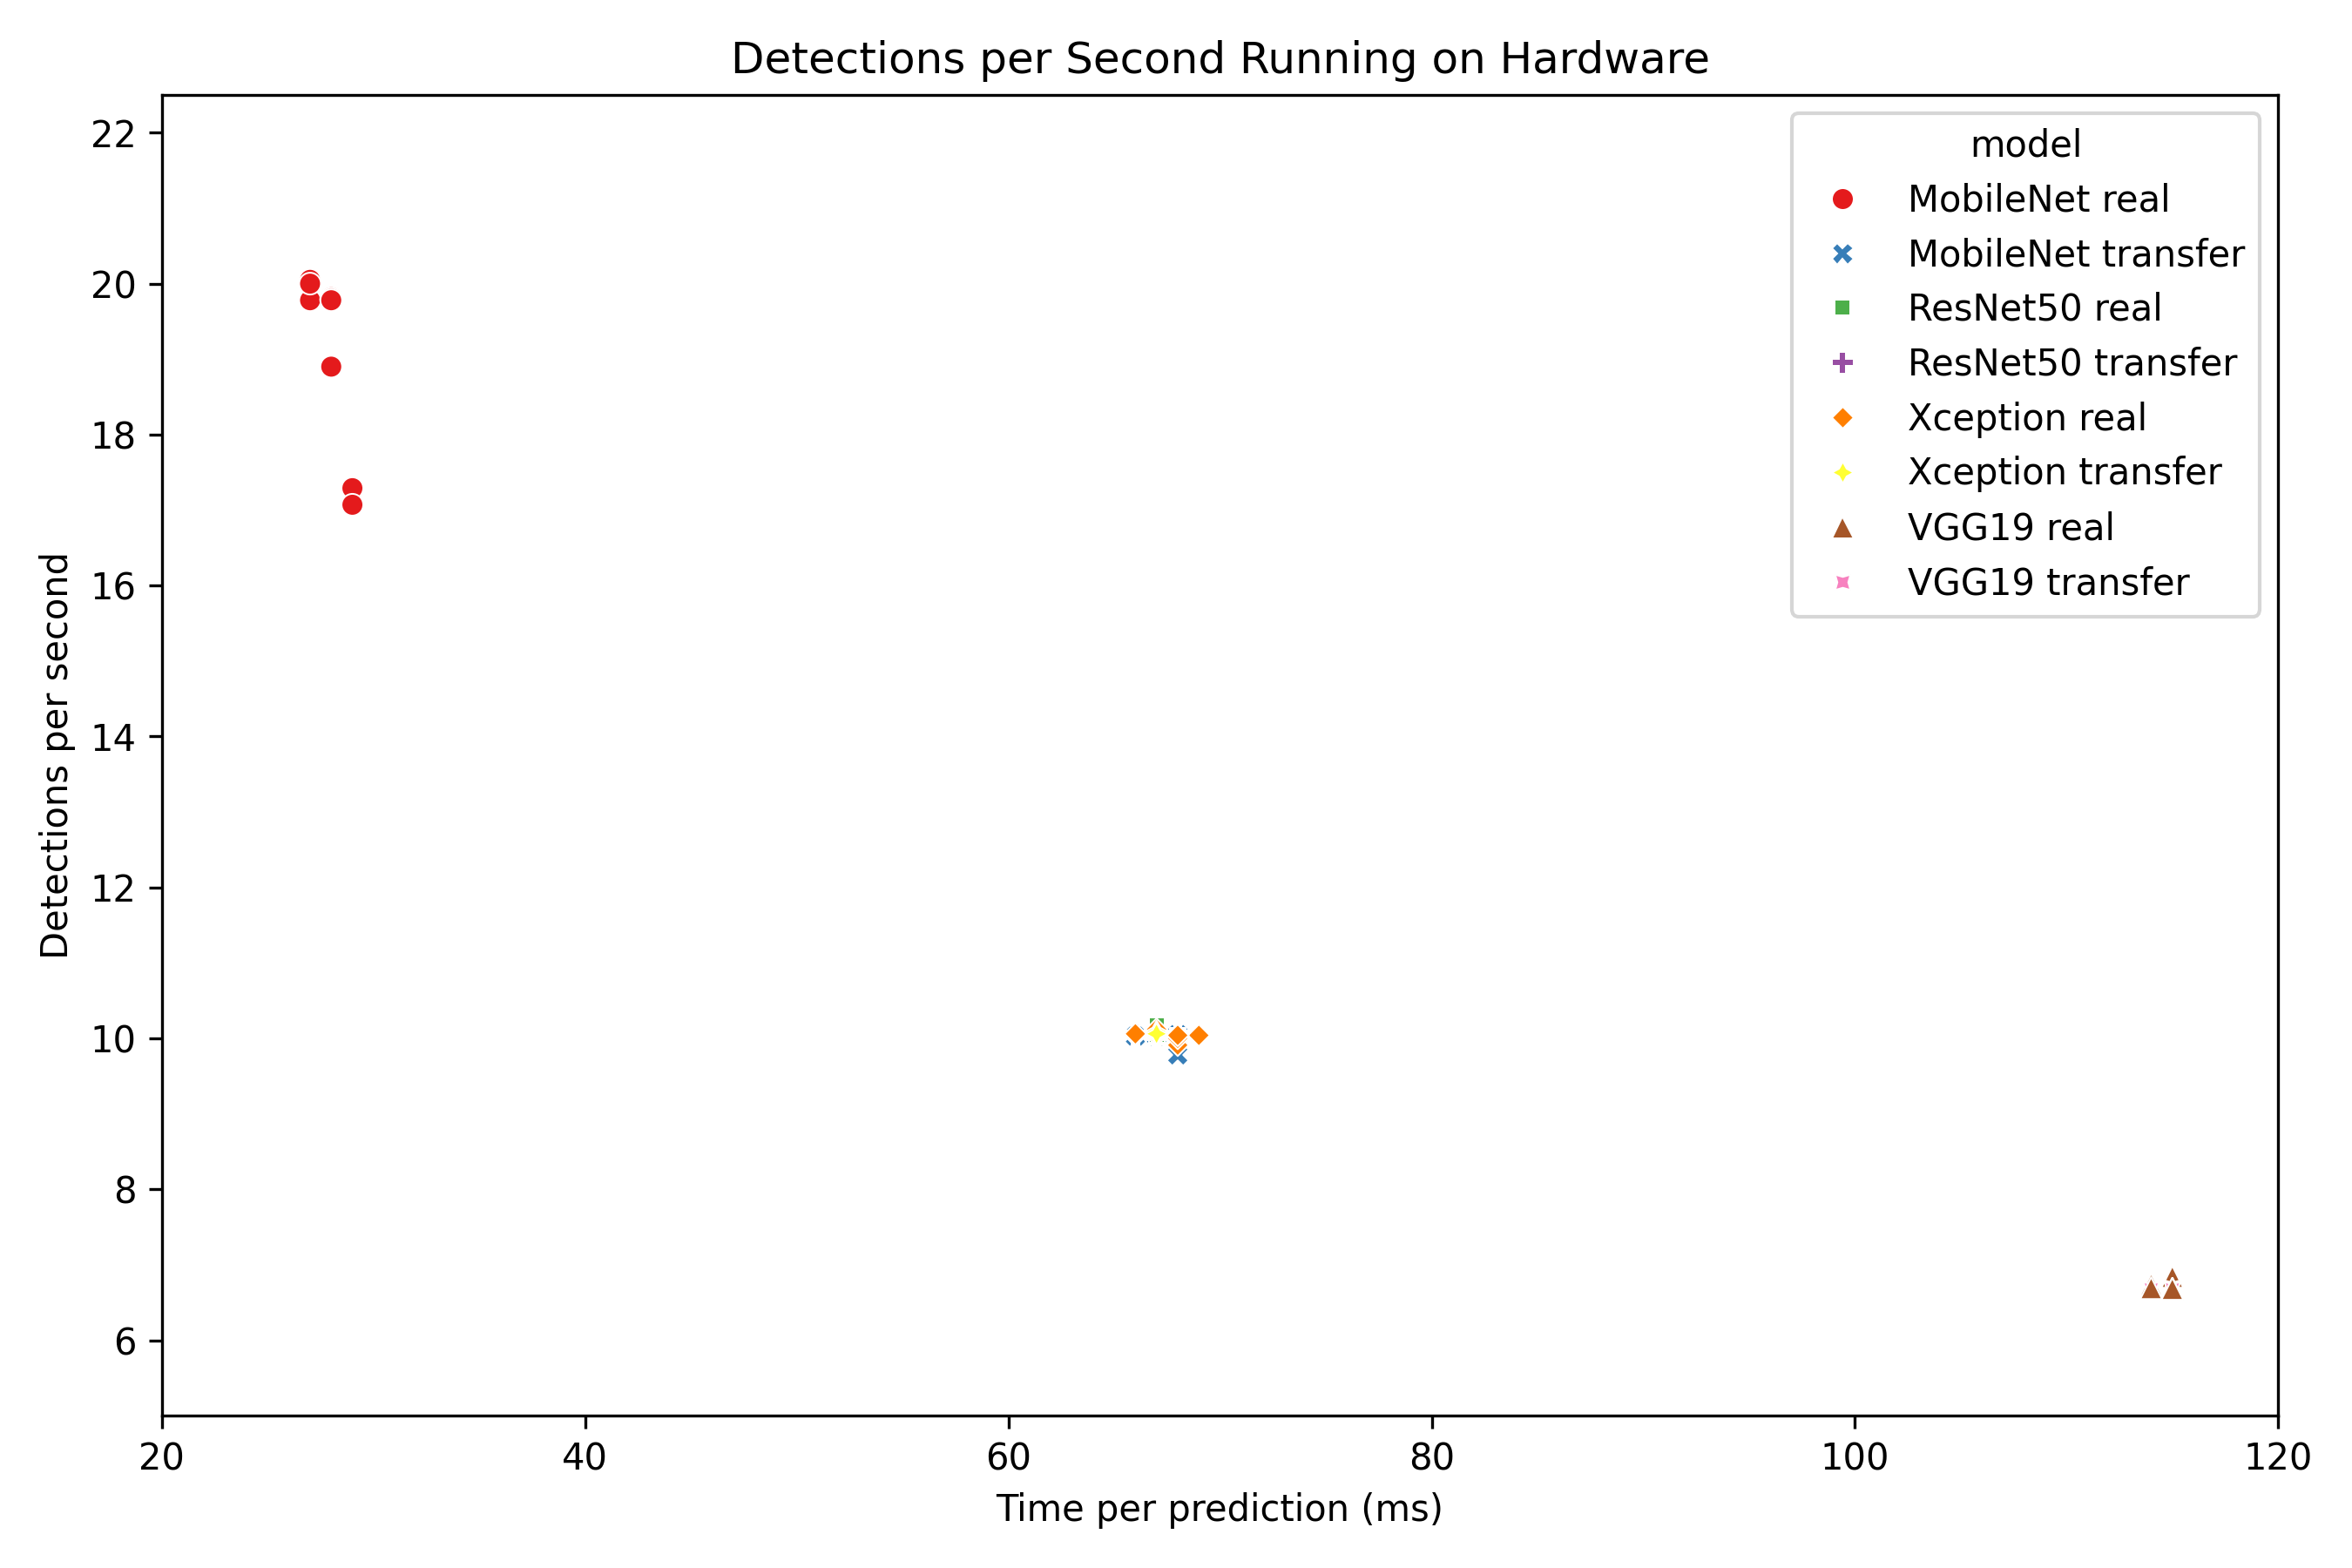 Detections per Second Running on Hardware
22
20
18
16
14
12
10
8
6
Detections per second
model
MobileNet real
MobileNet transfer
ResNet50 real
ResNet50 transfer
Xception real
Xception transfer
VGG19 real
VGG19 transfer
20 40 60 80 100 120
Time per prediction (ms)